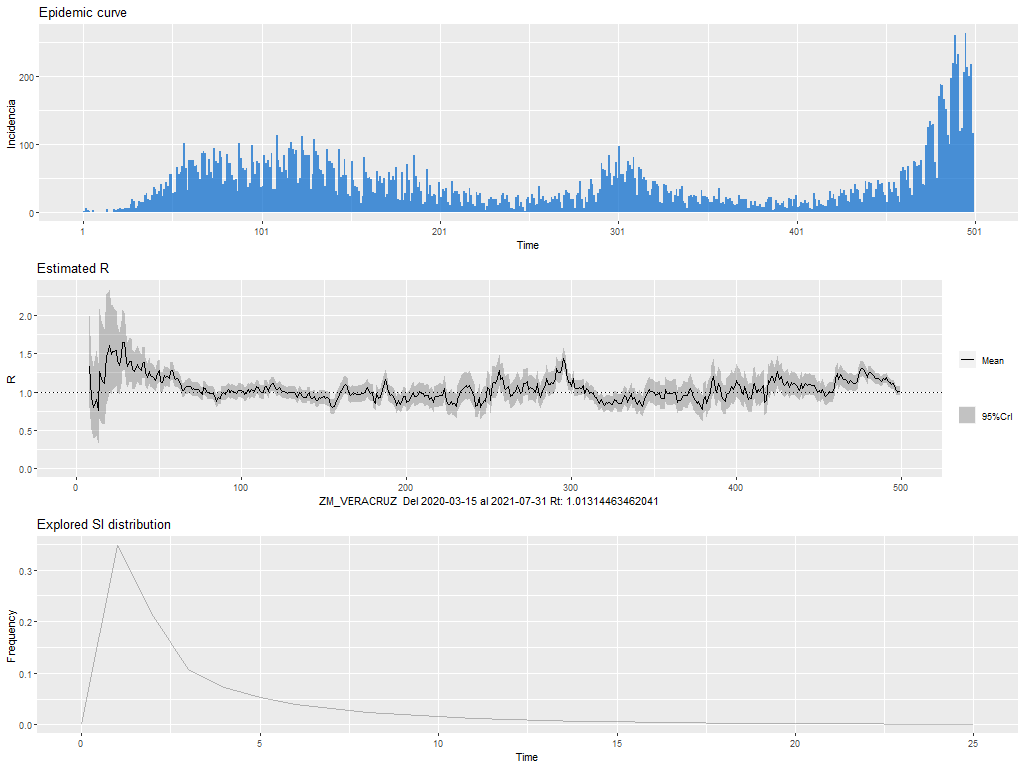 Epidemic curve
Incidencia
200
100
0
1
101
201
301
401
501
Time
Estimated R
R
2.0
1.5
1.0
0.5
0.0
0
100
200
300
400
500
ZM_VERACRUZ Del 2020-03-15 al 2021-07-31 Rt: 1.01314463462041
Mean
95%CrI
Explored SI distribution
Frequency
0.3
0.2
0.1
0.0
0
5
10
15
20
25
Time